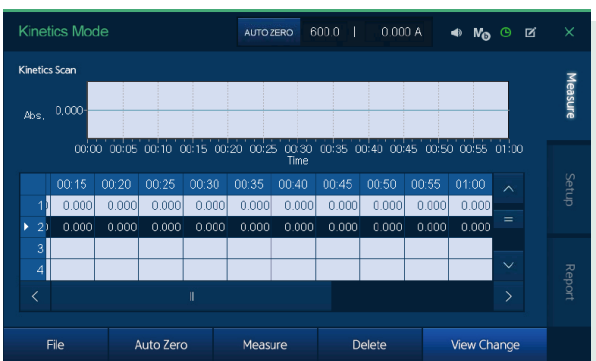 Kinetics Mode AUTO ZERO 600.0 | 0.000 A
Kinetics Scan
Abs. 0.000
00:00 00:05 00:10 00:15 00:20 00:25 00:30 00:35 00:40 00:45 00:50 00:55 01:00
Time
00:15 00:20 00:25 00:30 00:35 00:40 00:45 00:50 00:55 01:00
1 0.000 0.000 0.000 0.000 0.000 0.000 0.000 0.000 0.000 0.000
2 0.000 0.000 0.000 0.000 0.000 0.000 0.000 0.000 0.000 0.000
3
4
Measure
Setup
Report
File Auto Zero Measure Delete View Change